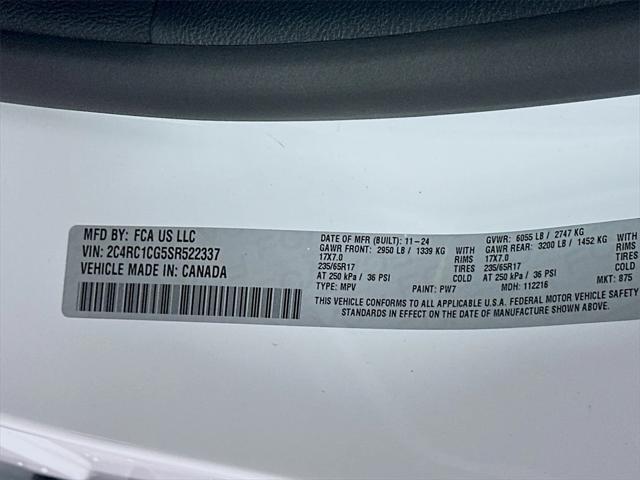 MFD BY: FCA US LLC
VIN: 2C4RC1CG5SR522337
VEHICLE MADE IN: CANADA
DATE OF MFR (BUILT): 11-24 GVWR: 6055 LB / 2747 KG
GAWR FRONT: 2950 LB / 1339 KG WITH GAWR REAR: 3200 LB / 1452 KG WITH
17X7.0 RIMS 17X7.0 RIMS
235/65R17 TIRES 235/65R17 TIRES
AT 250 kPa / 36 PSI COLD AT 250 kPa / 36 PSI COLD
TYPE: MPV PAINT: PW7 MDH: 112216 MKT: 875
THIS VEHICLE CONFORMS TO ALL APPLICABLE U.S.A. FEDERAL MOTOR VEHICLE SAFETY
STANDARDS IN EFFECT ON THE DATE OF MANUFACTURE SHOWN ABOVE.